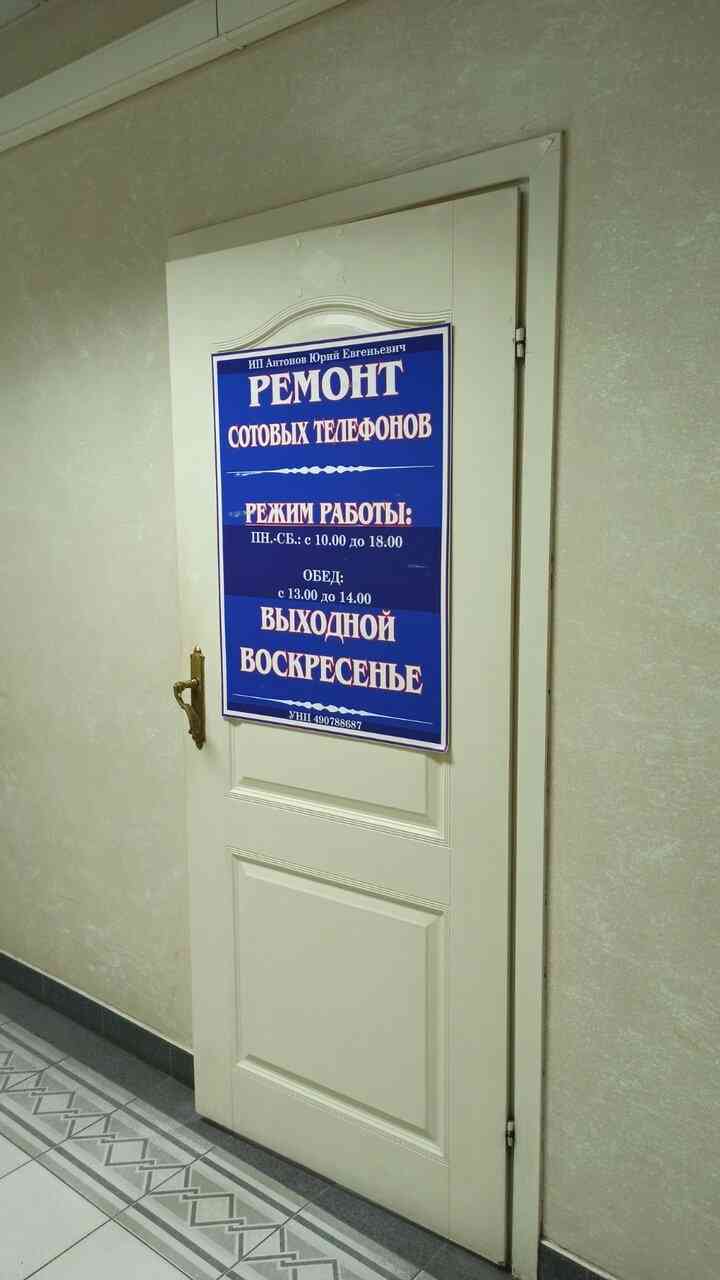 ИП Антонов Юрий Евгеньевич
РЕМОНТ
СОТОВЫХ ТЕЛЕФОНОВ
РЕЖИМ РАБОТЫ:
ПН.-СБ.: с 10.00 до 18.00
ОБЕД:
с 13.00 до 14.00
ВЫХОДНОЙ
ВОСКРЕСЕНЬЕ
УНП 490788687